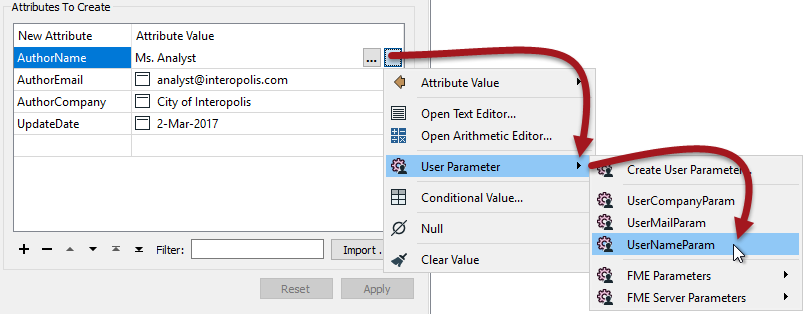 Attributes To Create
New Attribute Attribute Value
AuthorName Ms. Analyst ...
AuthorEmail analyst@interopolis.com
AuthorCompany City of Interopolis
UpdateDate 2-Mar-2017
Filter: Import .
Reset Apply
Attribute Value
Open Text Editor...
Open Arithmetic Editor...
User Parameter
Conditional Value...
Null
Clear Value
Create User Parameter..
UserCompanyParam
UserMailParam
UserNameParam
FME Parameters
FME Server Parameters